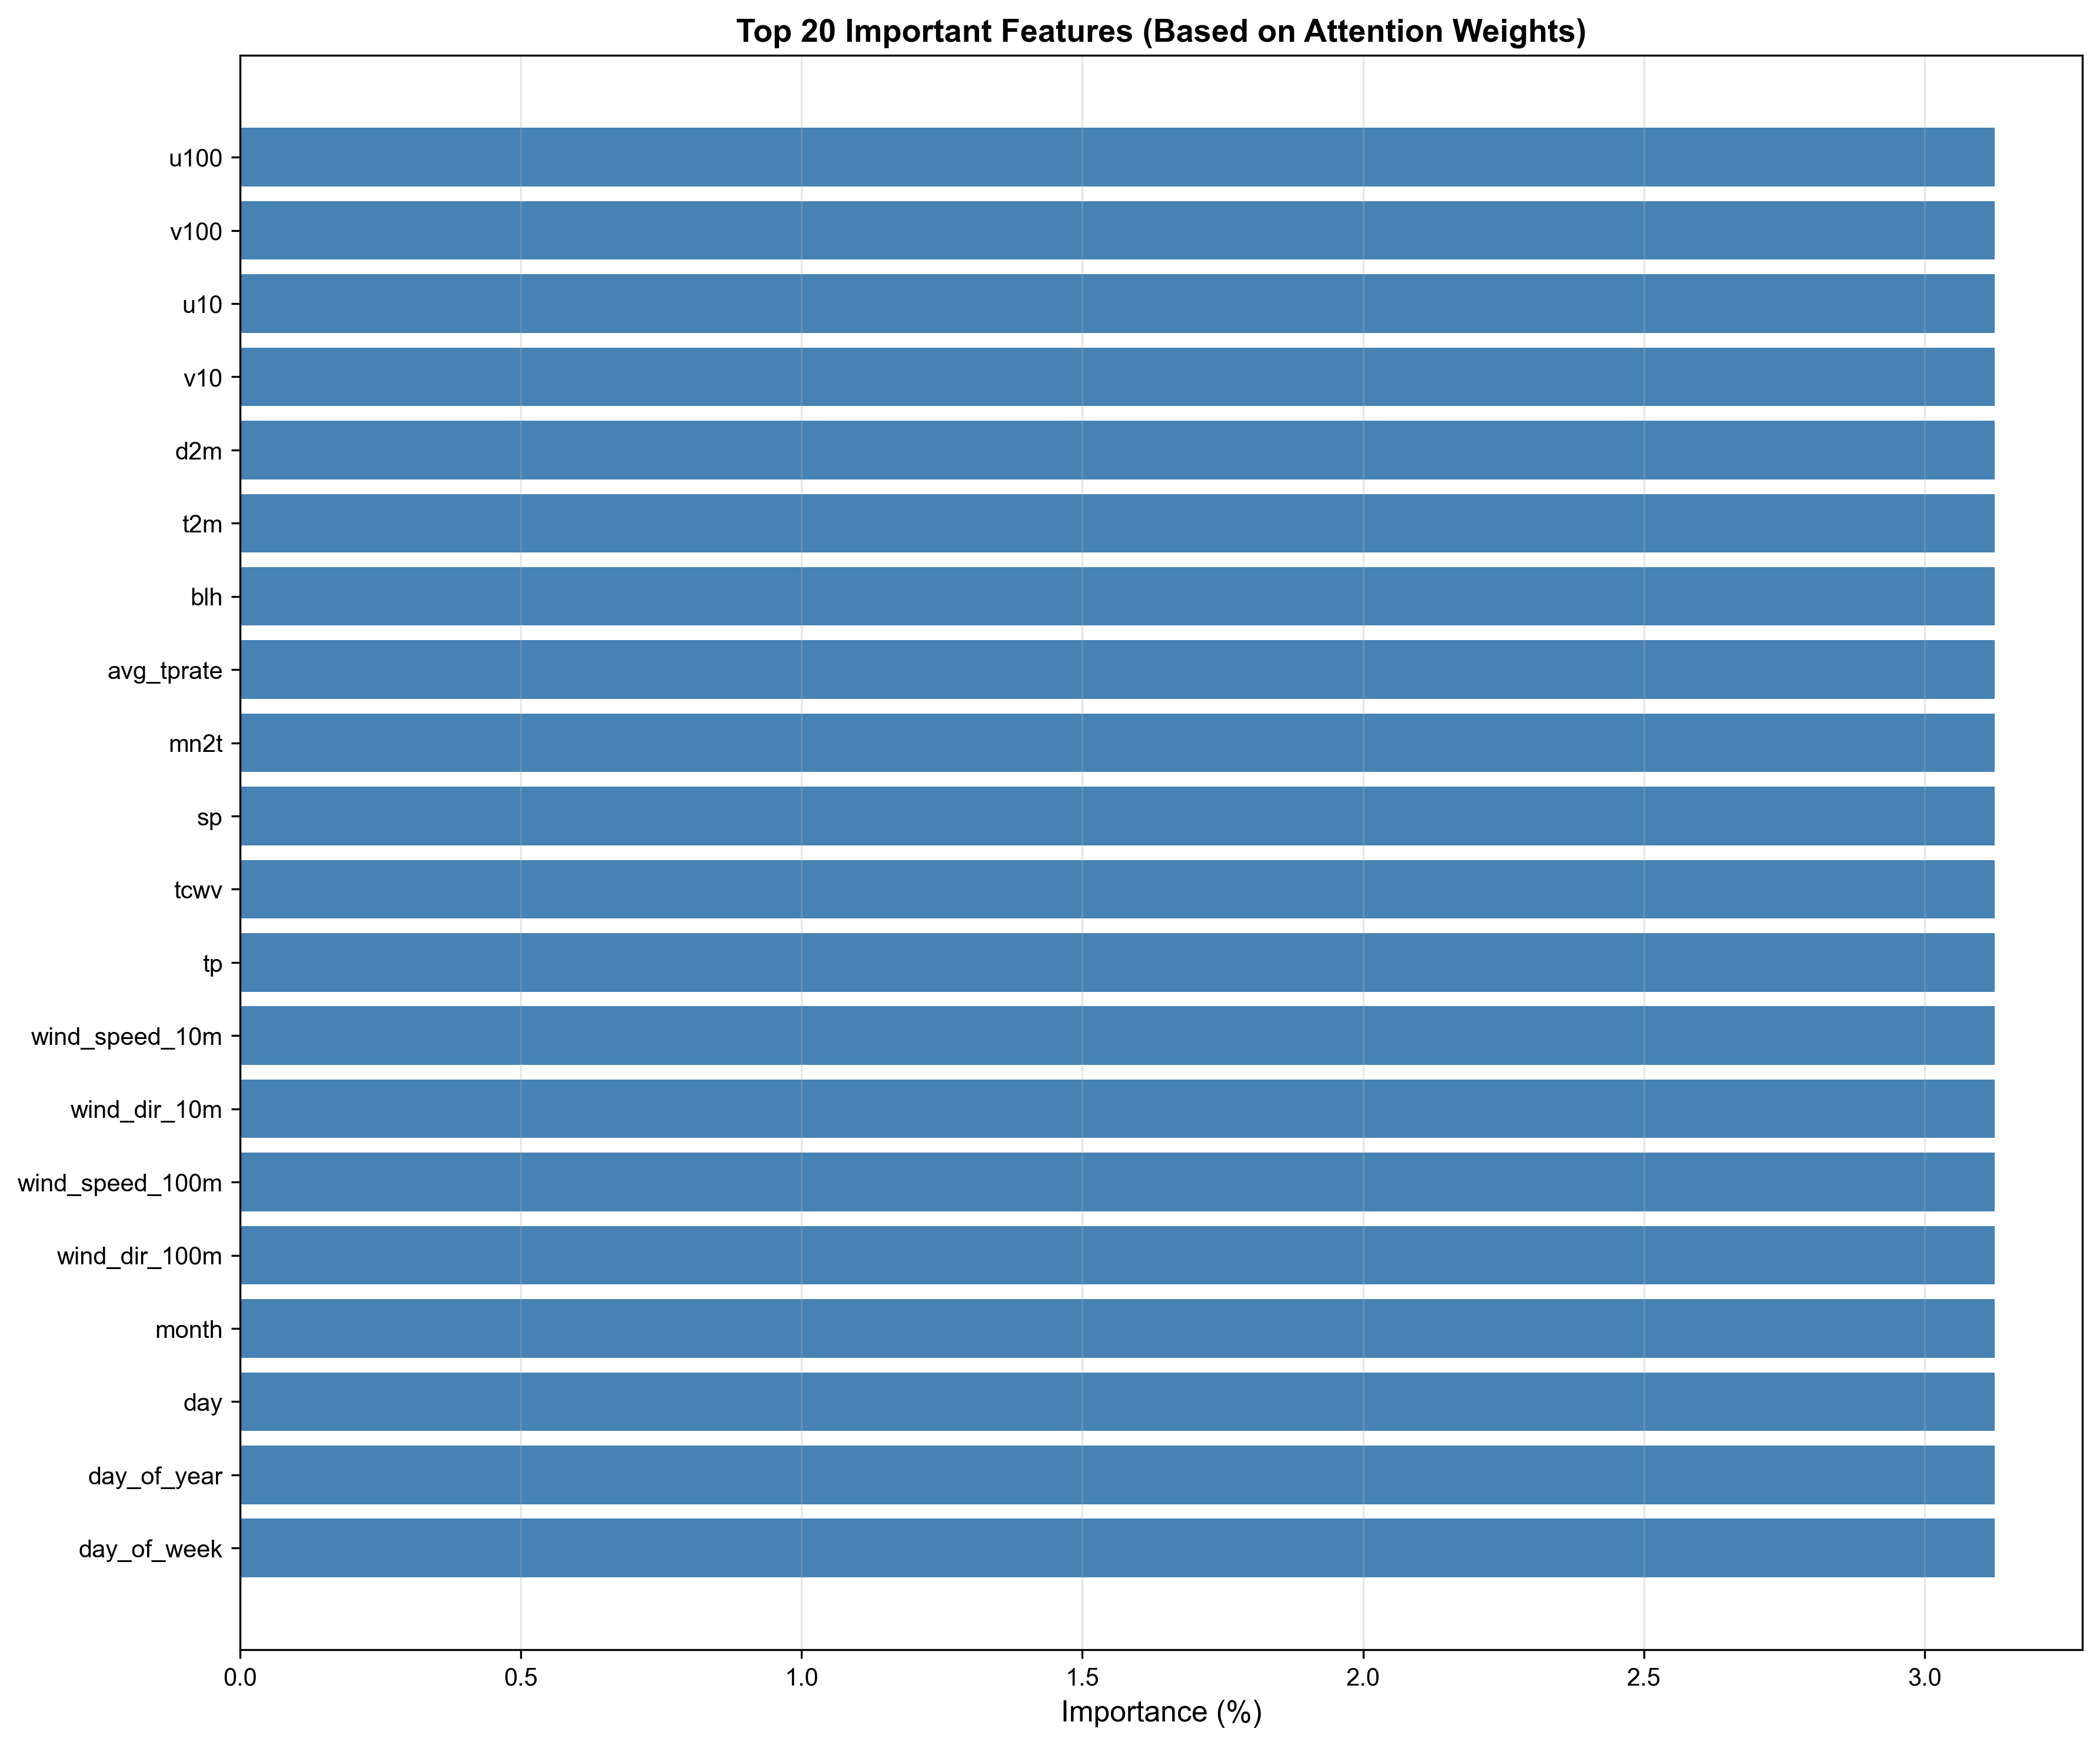 Top 20 Important Features (Based on Attention Weights)
u100
v100
u10
v10
d2m
t2m
blh
avg_tprate
mn2t
sp
tcwv
tp
wind_speed_10m
wind_dir_10m
wind_speed_100m
wind_dir_100m
month
day
day_of_year
day_of_week
0.0 0.5 1.0 1.5 2.0 2.5 3.0
Importance (%)